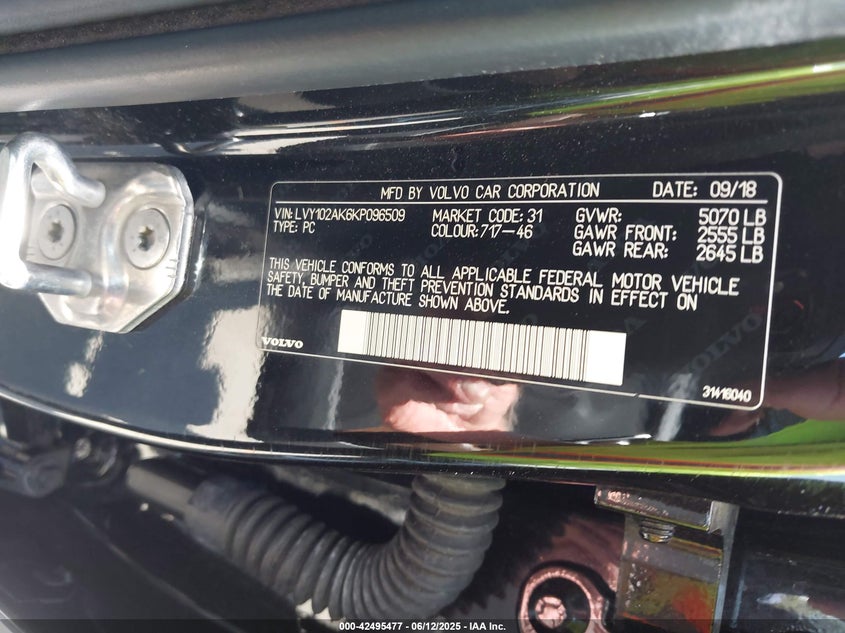 MFD BY VOLVO CAR CORPORATION DATE: 09/18
VIN: LVY102AK6KP096509 MARKET CODE: 31 GVWR: 5070 LB
TYPE: PC COLOUR: 717-46 GAWR FRONT: 2555 LB
GAWR REAR: 2645 LB
THIS VEHICLE CONFORMS TO ALL APPLICABLE FEDERAL MOTOR VEHICLE
SAFETY, BUMPER AND THEFT PREVENTION STANDARDS IN EFFECT ON
THE DATE OF MANUFACTURE SHOWN ABOVE.
VOLVO
31416040
000-42495477 - 06/12/2025 - IAA Inc.